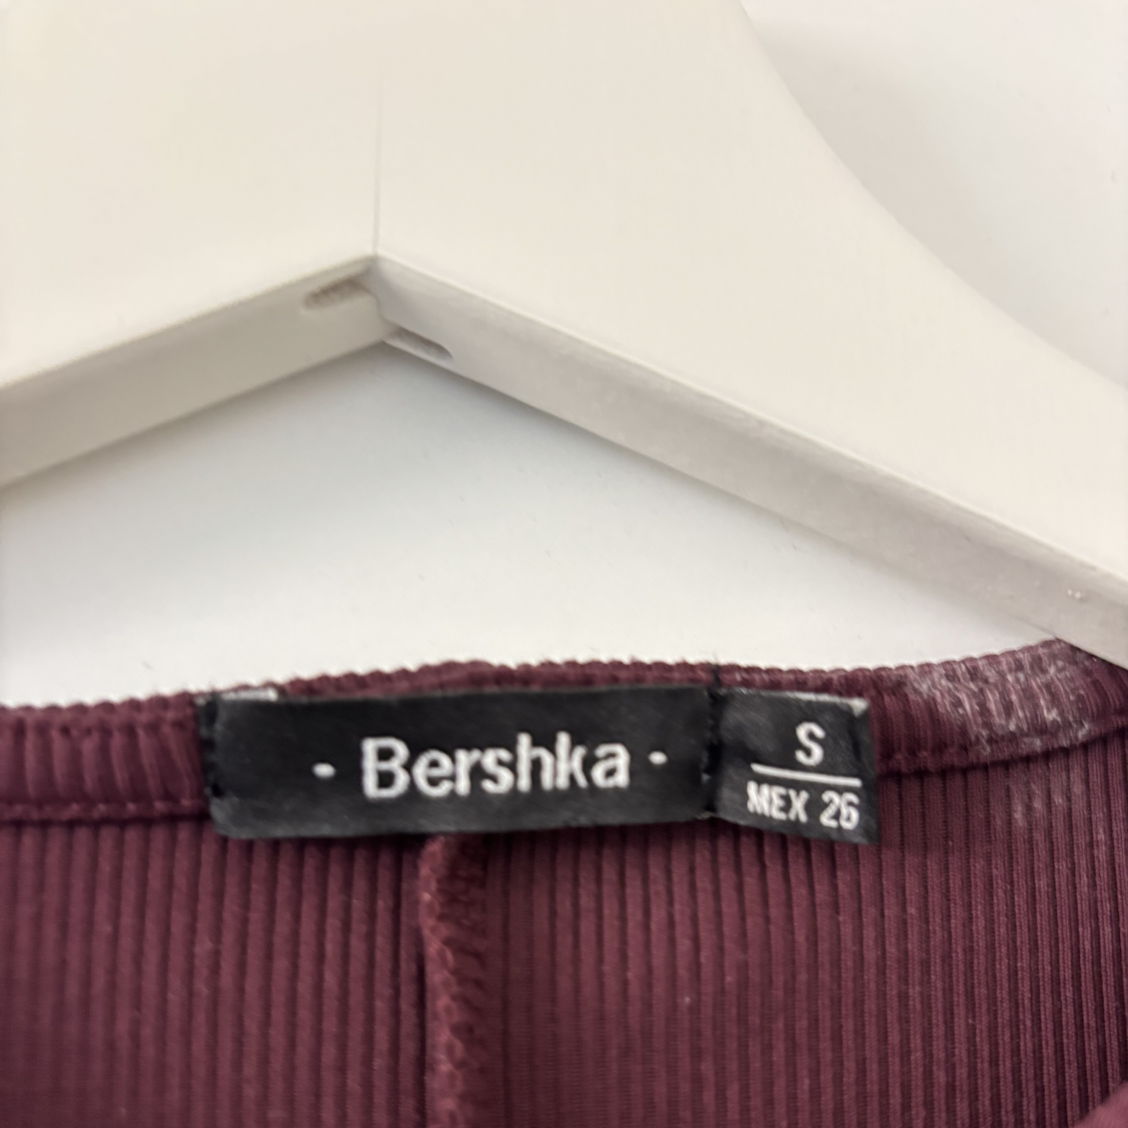 - Bershka -
S
MEX 26